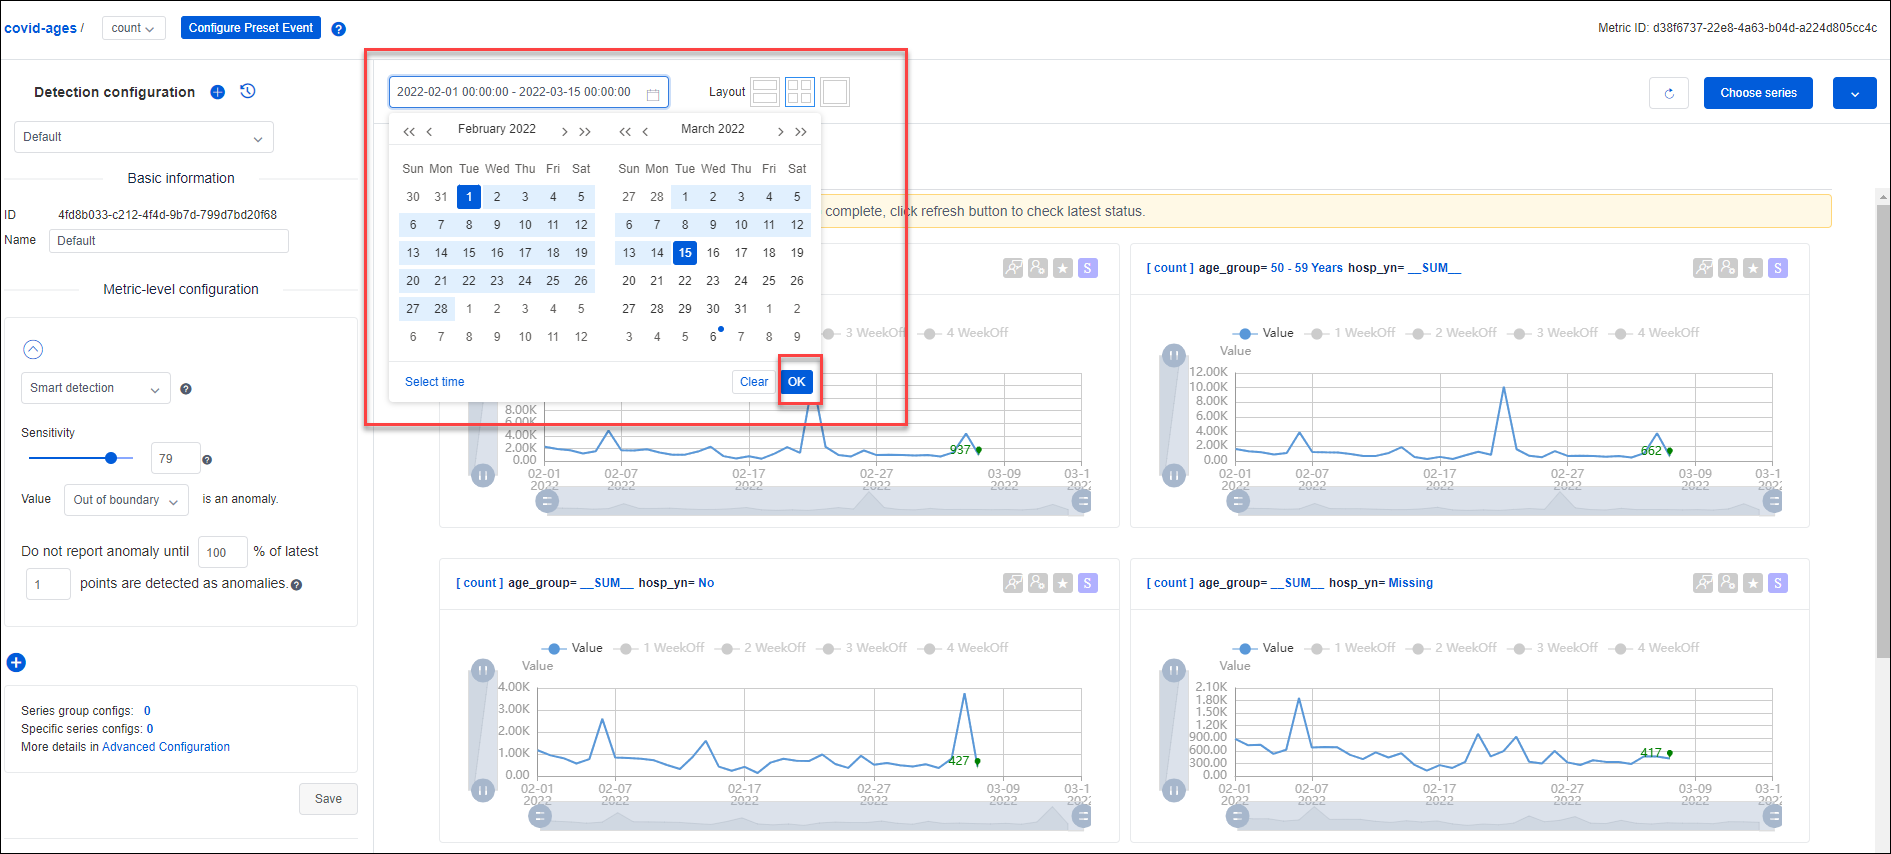 covid-ages / count Configure Preset Event ?
Metric ID: d38f6737-22e8-4a63-b04d-a224d805cc4c
Detection configuration
Default
Basic information
ID 4fd8b033-c212-4f4d-9b7d-799d7bd20f68
Name Default
Metric-level configuration
Smart detection ?
Sensitivity
79 ?
Value Out of boundary is an anomaly.
Do not report anomaly until 100 % of latest
1 points are detected as anomalies. ?
Series group configs: 0
Specific series configs: 0
More details in Advanced Configuration
Save
2022-02-01 00:00:00 - 2022-03-15 00:00:00
Layout
Choose series
February 2022
Sun Mon Tue Wed Thu Fri Sat
30 31 1 2 3 4 5
6 7 8 9 10 11 12
13 14 15 16 17 18 19
20 21 22 23 24 25 26
27 28 1 2 3 4 5
6 7 8 9 10 11 12
March 2022
Sun Mon Tue Wed Thu Fri Sat
27 28 1 2 3 4 5
6 7 8 9 10 11 12
13 14 15 16 17 18 19
20 21 22 23 24 25 26
27 28 29 30 31 1 2
3 4 5 6 7 8 9
Select time Clear OK
complete, click refresh button to check latest status.
S
3 WeekOff 4 WeekOff
8.00K
4.00K
2.00K
0.00
937
02-01 2022
02-07 2022
02-17 2022
02-27 2022
03-09 2022
03-1 2022
[ count ] age_group= 50 - 59 Years hosp_yn= __SUM__ S
Value 1 WeekOff 2 WeekOff 3 WeekOff 4 WeekOff
Value
12.00K
10.00K
8.00K
6.00K
4.00K
2.00K
0.00
662
02-01 2022
02-07 2022
02-17 2022
02-27 2022
03-09 2022
03-1 2022
[ count ] age_group= __SUM__ hosp_yn= No S
Value 1 WeekOff 2 WeekOff 3 WeekOff 4 WeekOff
Value
4.00K
3.00K
2.00K
1.00K
0.00
427
02-01 2022
02-07 2022
02-17 2022
02-27 2022
03-09 2022
03-1 2022
[ count ] age_group= __SUM__ hosp_yn= Missing S
Value 1 WeekOff 2 WeekOff 3 WeekOff 4 WeekOff
Value
2.10K
1.80K
1.50K
1.20K
900.00
600.00
300.00
0.00
417
02-01 2022
02-07 2022
02-17 2022
02-27 2022
03-09 2022
03-1 2022